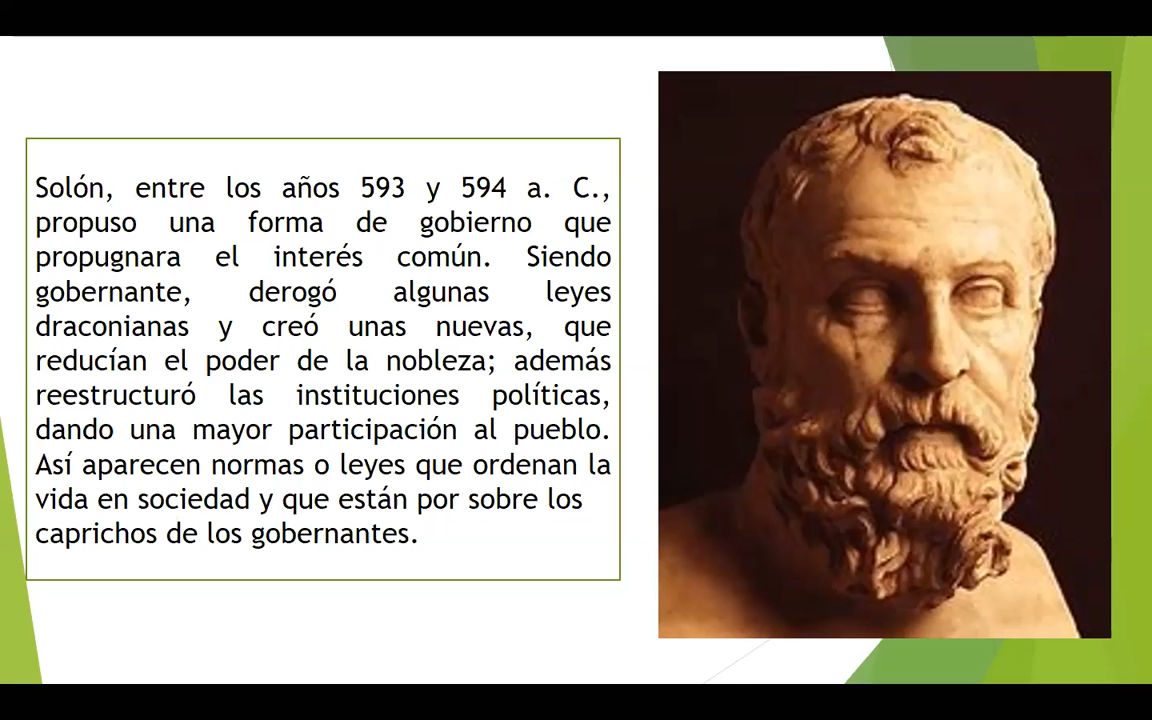 Solón, entre los años 593 y 594 a. C.,
propuso una forma de gobierno que
propugnara el interés común. Siendo
gobernante, derogó algunas leyes
draconianas y creó unas nuevas, que
reducían el poder de la nobleza; además
reestructuró las instituciones políticas,
dando una mayor participación al pueblo.
Así aparecen normas o leyes que ordenan la
vida en sociedad y que están por sobre los
caprichos de los gobernantes.